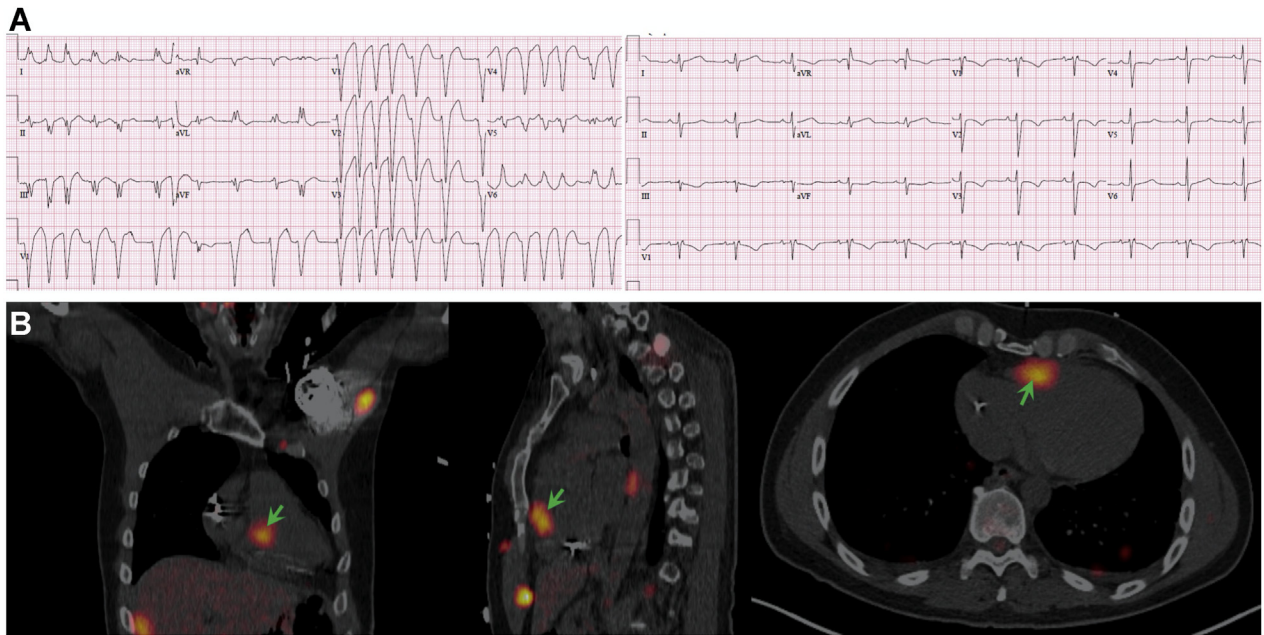 A
I aVR V1 V4
II aVL V2 V5
III aVF V3 V6
V1
I aVR V1 V4
II aVL V2 V5
III aVF V3 V6
V1
B